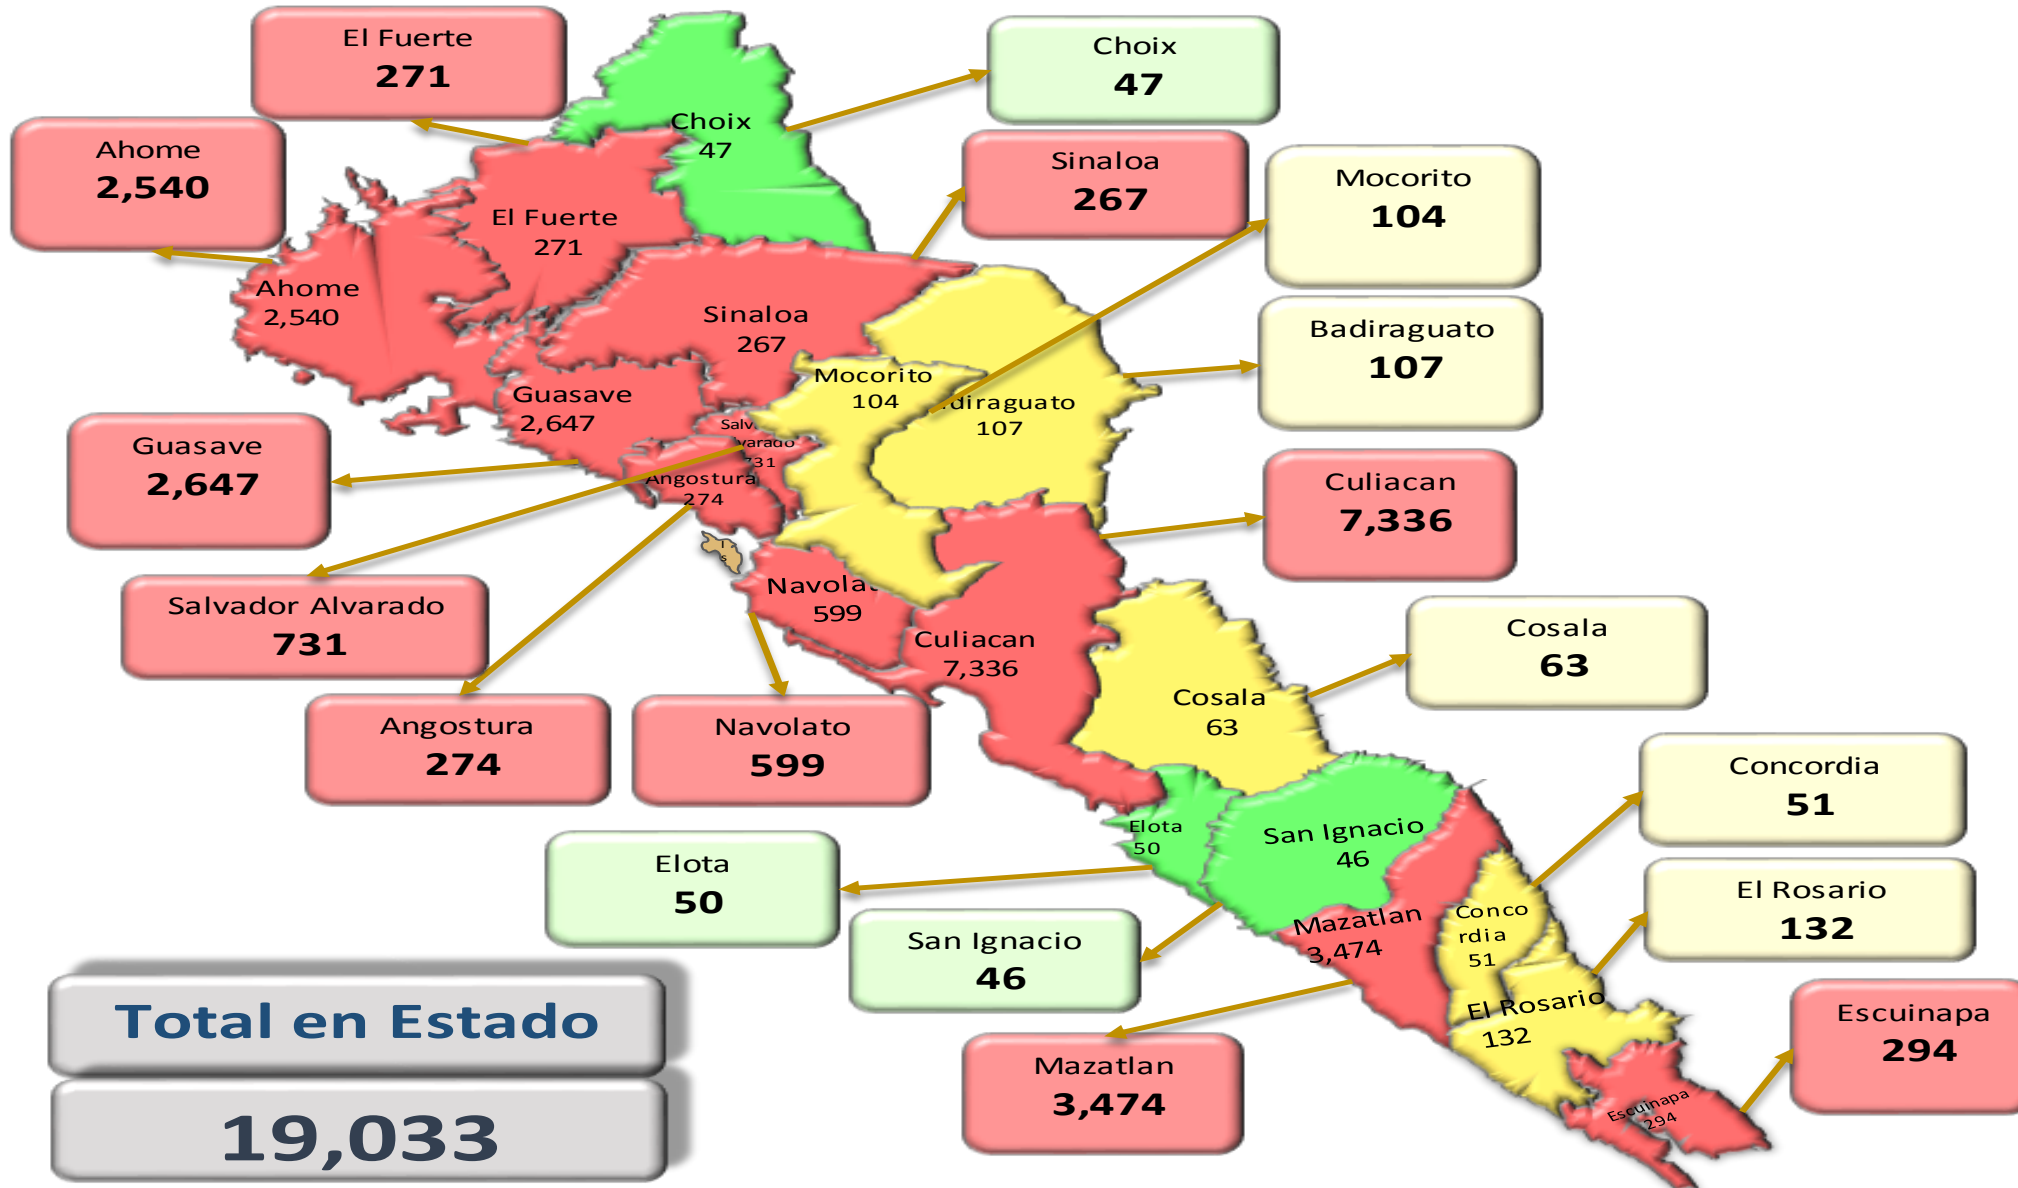 El Fuerte
271
Choix
47
Ahome
2,540
Sinaloa
267
Mocorito
104
Badiraguato
107
Guasave
2,647
Culiacan
7,336
Salvador Alvarado
731
Cosala
63
Angostura
274
Navolato
599
Concordia
51
Elota
50
El Rosario
132
San Ignacio
46
Escuinapa
294
Mazatlan
3,474
Choix
47
El Fuerte
271
Ahome
2,540
Sinaloa
267
Mocorito
104
diraguato
107
Guasave
2,647
Salv
varado
731
Angostura
274
Navolat
599
Culiacan
7,336
Cosala
63
Elota
50
San Ignacio
46
Mazatlan
3,474
Conco
rdia
51
El Rosario
132
Escuinapa
294
Total en Estado
19,033